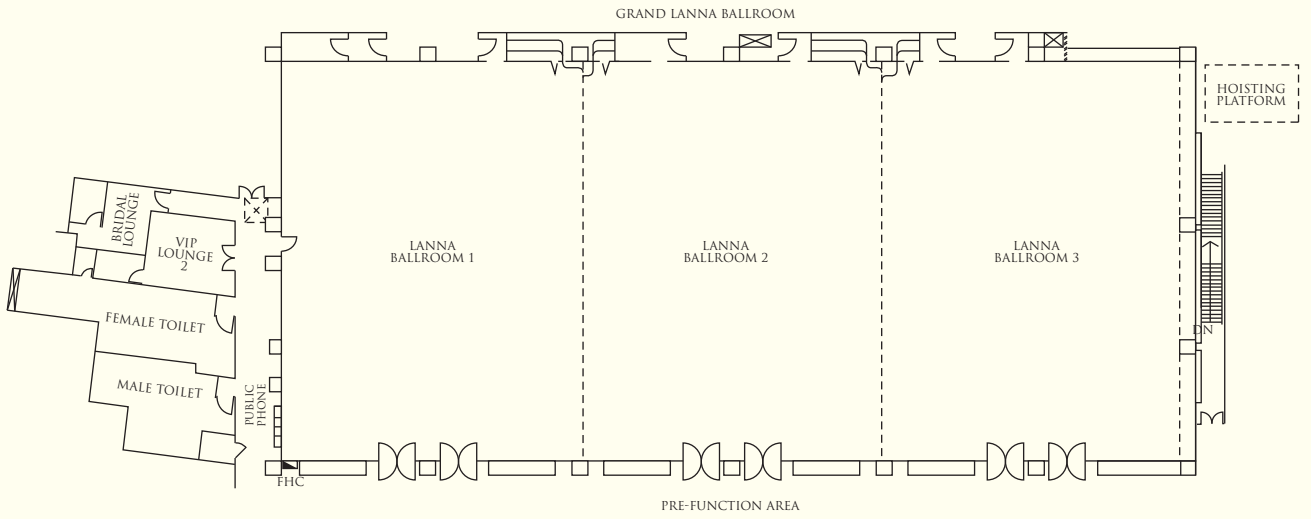 GRAND LANNA BALLROOM
HOISTING
PLATFORM
BRIDAL
LOUNGE
VIP
LOUNGE
2
LANNA
BALLROOM 1
LANNA
BALLROOM 2
LANNA
BALLROOM 3
FEMALE TOILET
DN
MALE TOILET
PUBLIC
PHONE
FHC
PRE-FUNCTION AREA